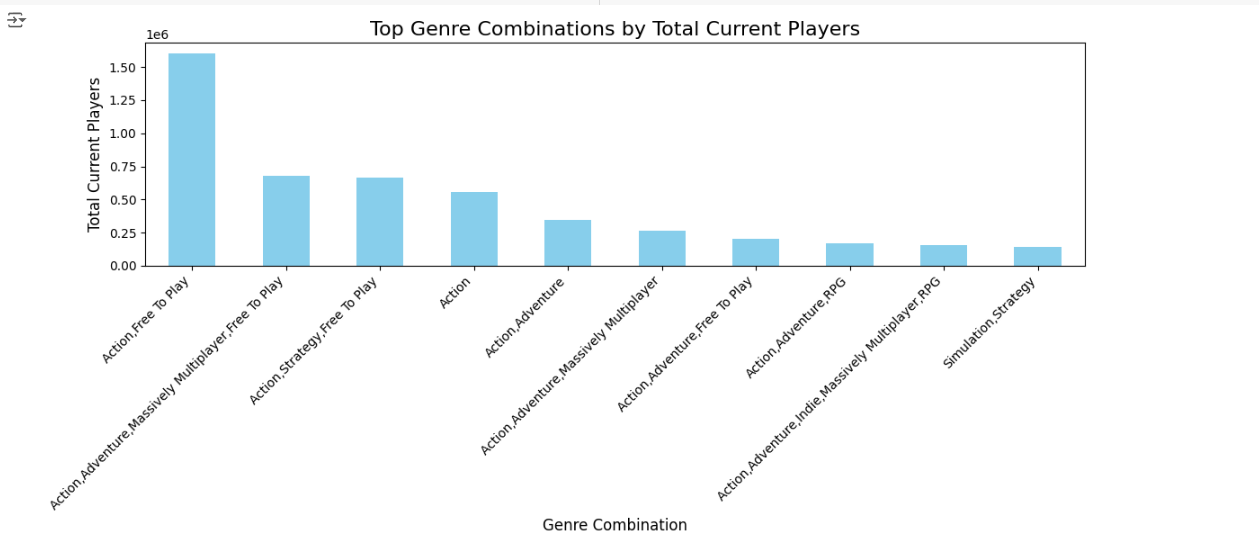 Top Genre Combinations by Total Current Players
1e6
Total Current Players
1.50
1.25
1.00
0.75
0.50
0.25
0.00
Action,Free To Play
Action,Adventure,Massively Multiplayer,Free To Play
Action,Strategy,Free To Play
Action
Action,Adventure
Action,Adventure,Massively Multiplayer
Action,Adventure,Free To Play
Action,Adventure,RPG
Action,Adventure,Indie,Massively Multiplayer,RPG
Simulation,Strategy
Genre Combination